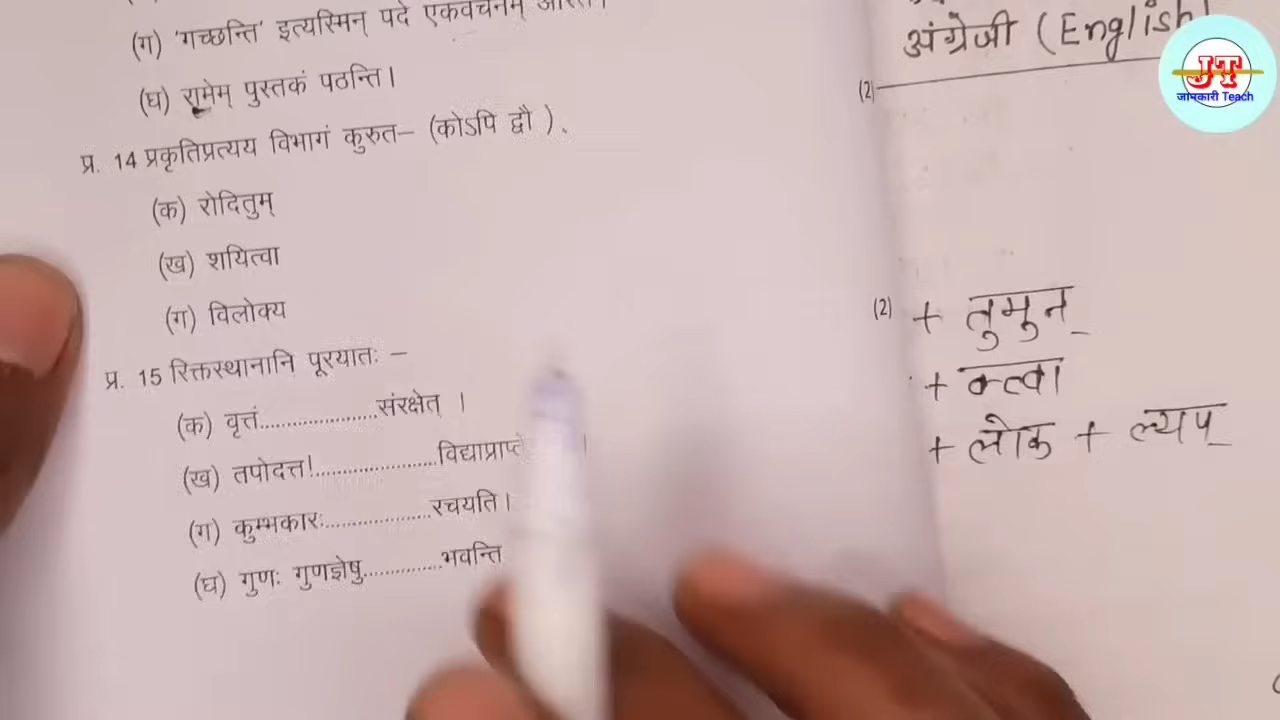 (ग) 'गच्छन्ति' इत्यस्मिन् पदे एकवचनम्
(घ) रामेम् पुस्तकं पठन्ति।
प्र. 14 प्रकृतिप्रत्यय विभागं कुरुत– (कोऽपि द्वौ )
(क) रोदितुम्
(ख) शयित्वा
(ग) विलोक्य
प्र. 15 रिक्तस्थानानि पूरयातः –
(क) वृत्तं....................संरक्षेत् ।
(ख) तपोदत्त!.....................विद्याप्राप्ते ।
(ग) कुम्भकारः..................रचयति।
(घ) गुणः गुणज्ञेषु.............भवन्ति
अंग्रेजी (English)
(2)
(2) + तुमुन्
+ क्त्वा
+ लोक + ल्यप्
JT
जानकारी Teach